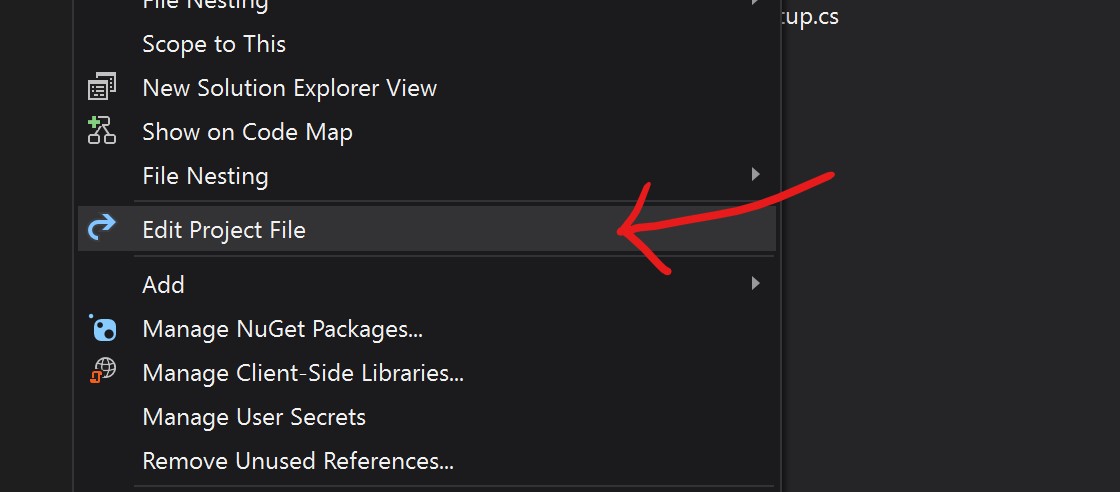 File Nesting
tup.cs
Scope to This
New Solution Explorer View
Show on Code Map
File Nesting
Edit Project File
Add
Manage NuGet Packages...
Manage Client-Side Libraries...
Manage User Secrets
Remove Unused References...